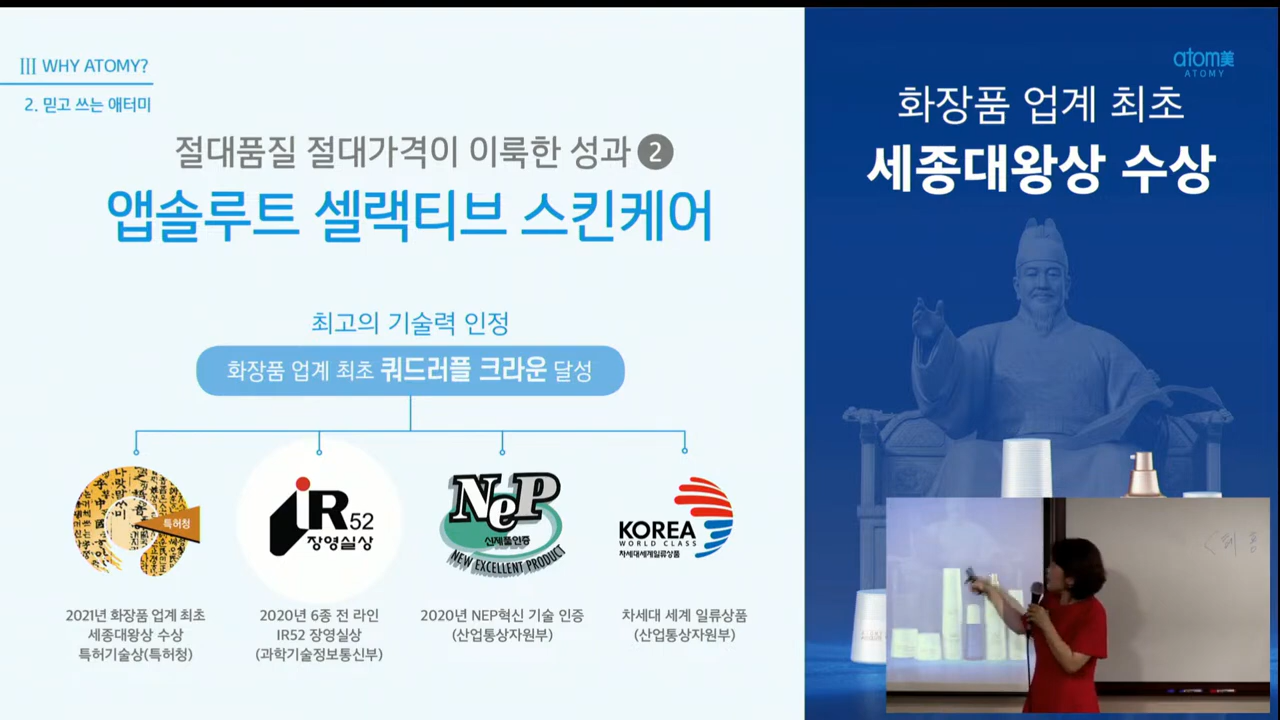 III WHY ATOMY?
2. 믿고 쓰는 애터미
절대품질 절대가격이 이룩한 성과 2
앱솔루트 셀랙티브 스킨케어
최고의 기술력 인정
화장품 업계 최초 쿼드러플 크라운 달성
특허청
2021년 화장품 업계 최초
세종대왕상 수상
특허기술상(특허청)
iR52
장영실상
2020년 6종 전 라인
IR52 장영실상
(과학기술정보통신부)
NeP
신제품인증
NEW EXCELLENT PRODUCT
2020년 NEP혁신 기술 인증
(산업통상자원부)
KOREA
WORLD CLASS
차세대세계일류상품
차세대 세계 일류상품
(산업통상자원부)
atom美
ATOMY
화장품 업계 최초
세종대왕상 수상